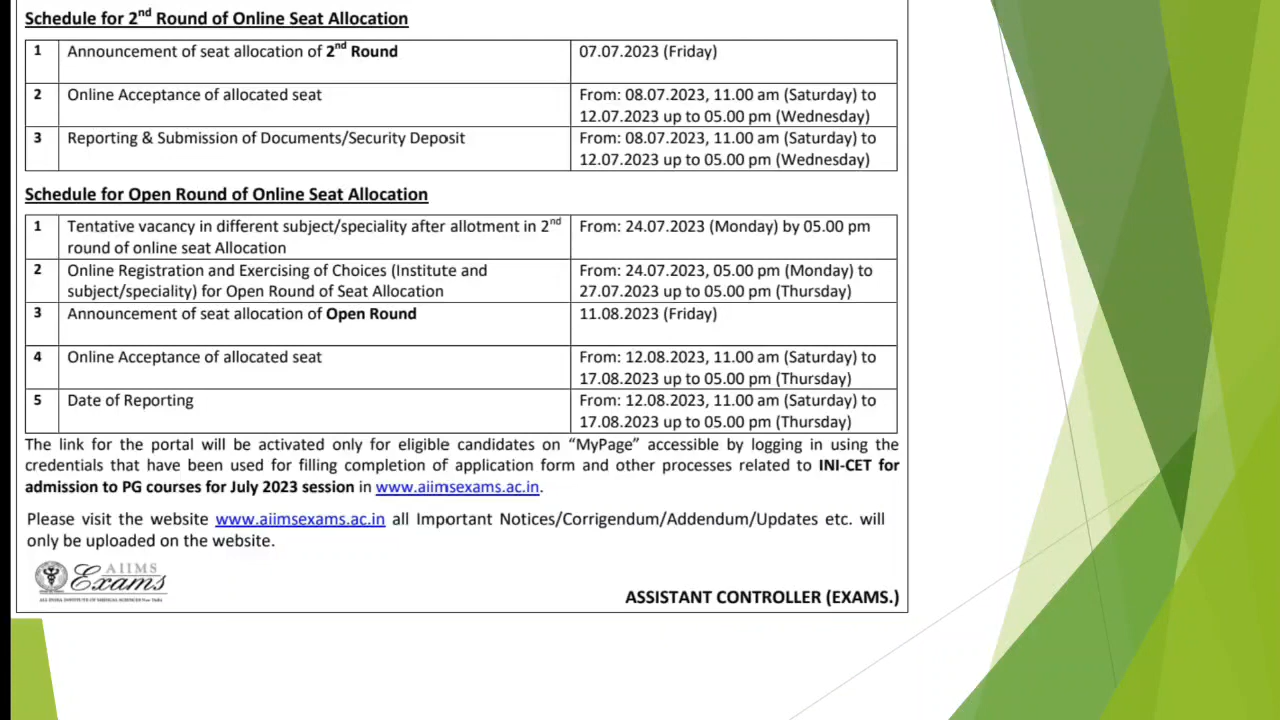 Schedule for 2nd Round of Online Seat Allocation
1 Announcement of seat allocation of 2nd Round 07.07.2023 (Friday)
2 Online Acceptance of allocated seat From: 08.07.2023, 11.00 am (Saturday) to
12.07.2023 up to 05.00 pm (Wednesday)
3 Reporting & Submission of Documents/Security Deposit From: 08.07.2023, 11.00 am (Saturday) to
12.07.2023 up to 05.00 pm (Wednesday)
Schedule for Open Round of Online Seat Allocation
1 Tentative vacancy in different subject/speciality after allotment in 2nd From: 24.07.2023 (Monday) by 05.00 pm
round of online seat Allocation
2 Online Registration and Exercising of Choices (Institute and From: 24.07.2023, 05.00 pm (Monday) to
subject/speciality) for Open Round of Seat Allocation 27.07.2023 up to 05.00 pm (Thursday)
3 Announcement of seat allocation of Open Round 11.08.2023 (Friday)
4 Online Acceptance of allocated seat From: 12.08.2023, 11.00 am (Saturday) to
17.08.2023 up to 05.00 pm (Thursday)
5 Date of Reporting From: 12.08.2023, 11.00 am (Saturday) to
17.08.2023 up to 05.00 pm (Thursday)
The link for the portal will be activated only for eligible candidates on “MyPage” accessible by logging in using the
credentials that have been used for filling completion of application form and other processes related to INI-CET for
admission to PG courses for July 2023 session in www.aiimsexams.ac.in.
Please visit the website www.aiimsexams.ac.in all Important Notices/Corrigendum/Addendum/Updates etc. will
only be uploaded on the website.
AIIMS
Exams
ALL INDIA INSTITUTE OF MEDICAL SCIENCES New Delhi
ASSISTANT CONTROLLER (EXAMS.)